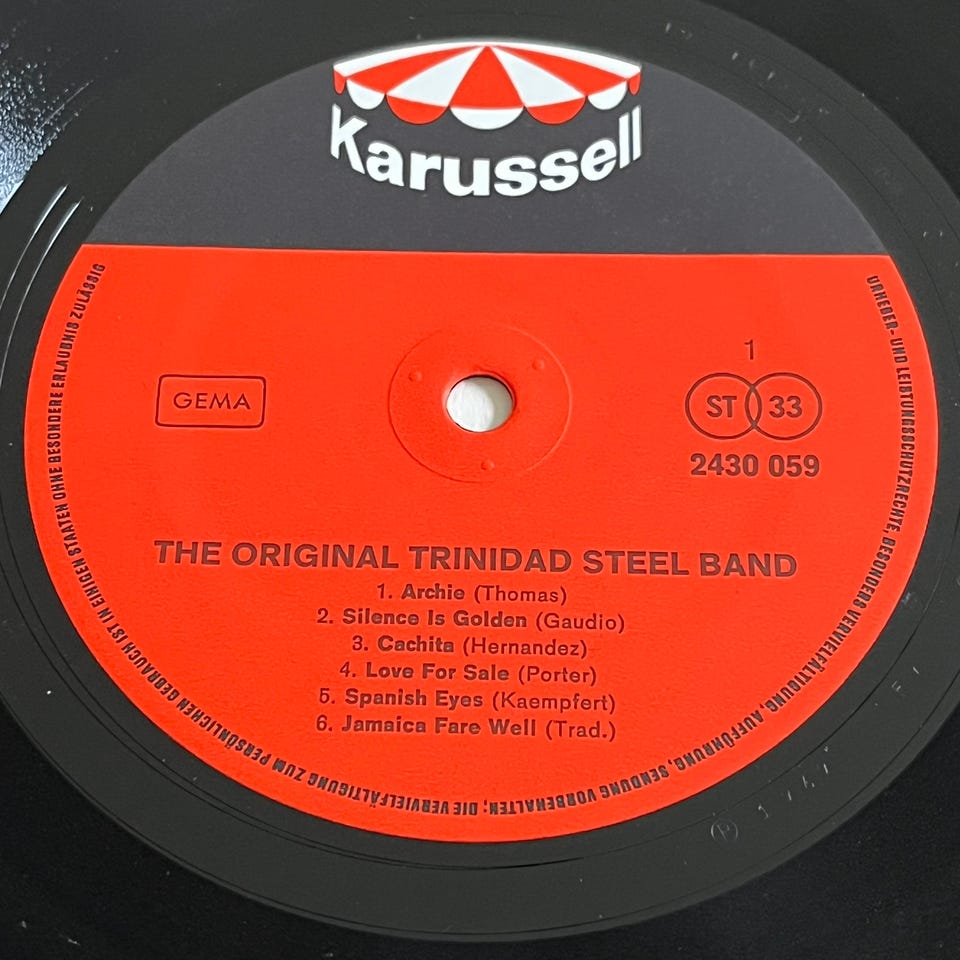 Karussell
GEMA
1
ST 33
2430 059
THE ORIGINAL TRINIDAD STEEL BAND
1. Archie (Thomas)
2. Silence Is Golden (Gaudio)
3. Cachita (Hernandez)
4. Love For Sale (Porter)
5. Spanish Eyes (Kaempfert)
6. Jamaica Fare Well (Trad.)
URHEBER- UND LEISTUNGSSCHUTZRECHTE, BESONDERS VERVIELFÄLTIGUNG, AUFFÜHRUNG, SENDUNG VORBEHALTEN; DIE VERVIELFÄLTIGUNG ZUM PERSÖNLICHEN GEBRAUCH IST IN EINIGEN STAATEN OHNE BESONDERE ERLAUBNIS ZULÄSSIG